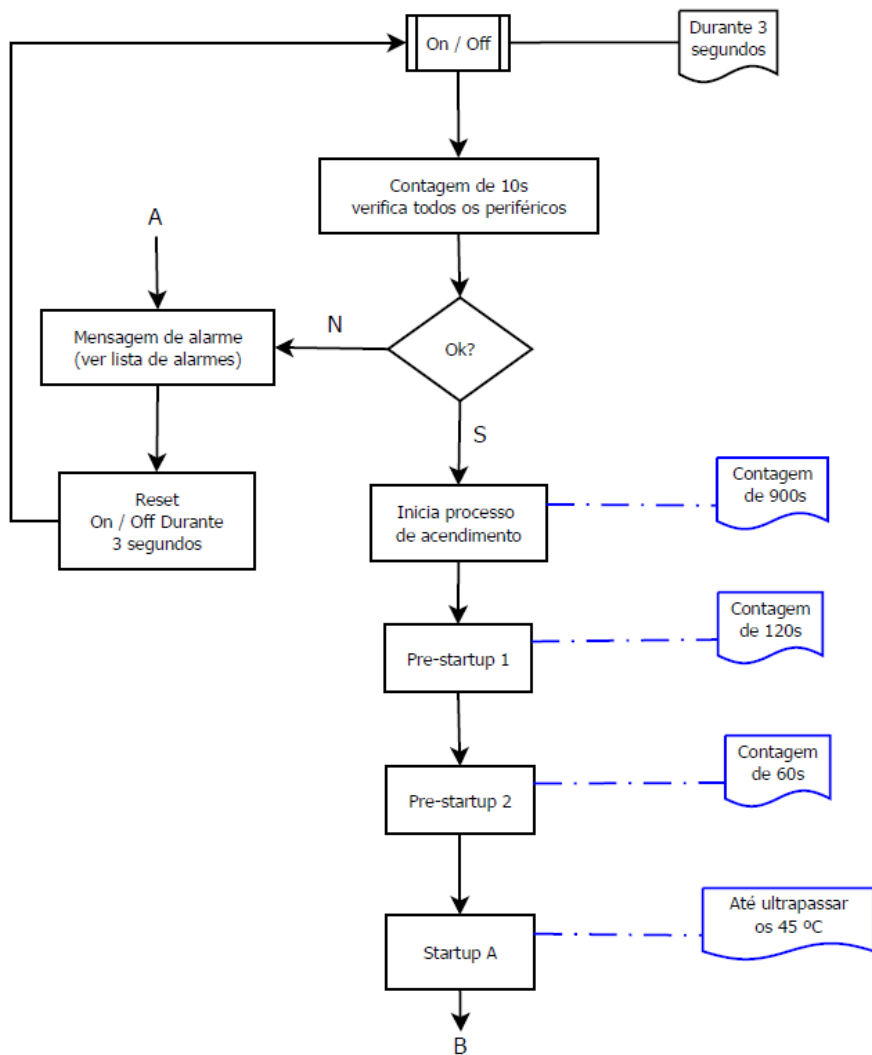 On / Off
Durante 3
segundos
Contagem de 10s
verifica todos os periféricos
A
Mensagem de alarme
(ver lista de alarmes)
N
Ok?
S
Reset
On / Off Durante
3 segundos
Inicia processo
de acendimento
Contagem
de 900s
Pre-startup 1
Contagem
de 120s
Pre-startup 2
Contagem
de 60s
Startup A
Até ultrapassar
os 45 ºC
B